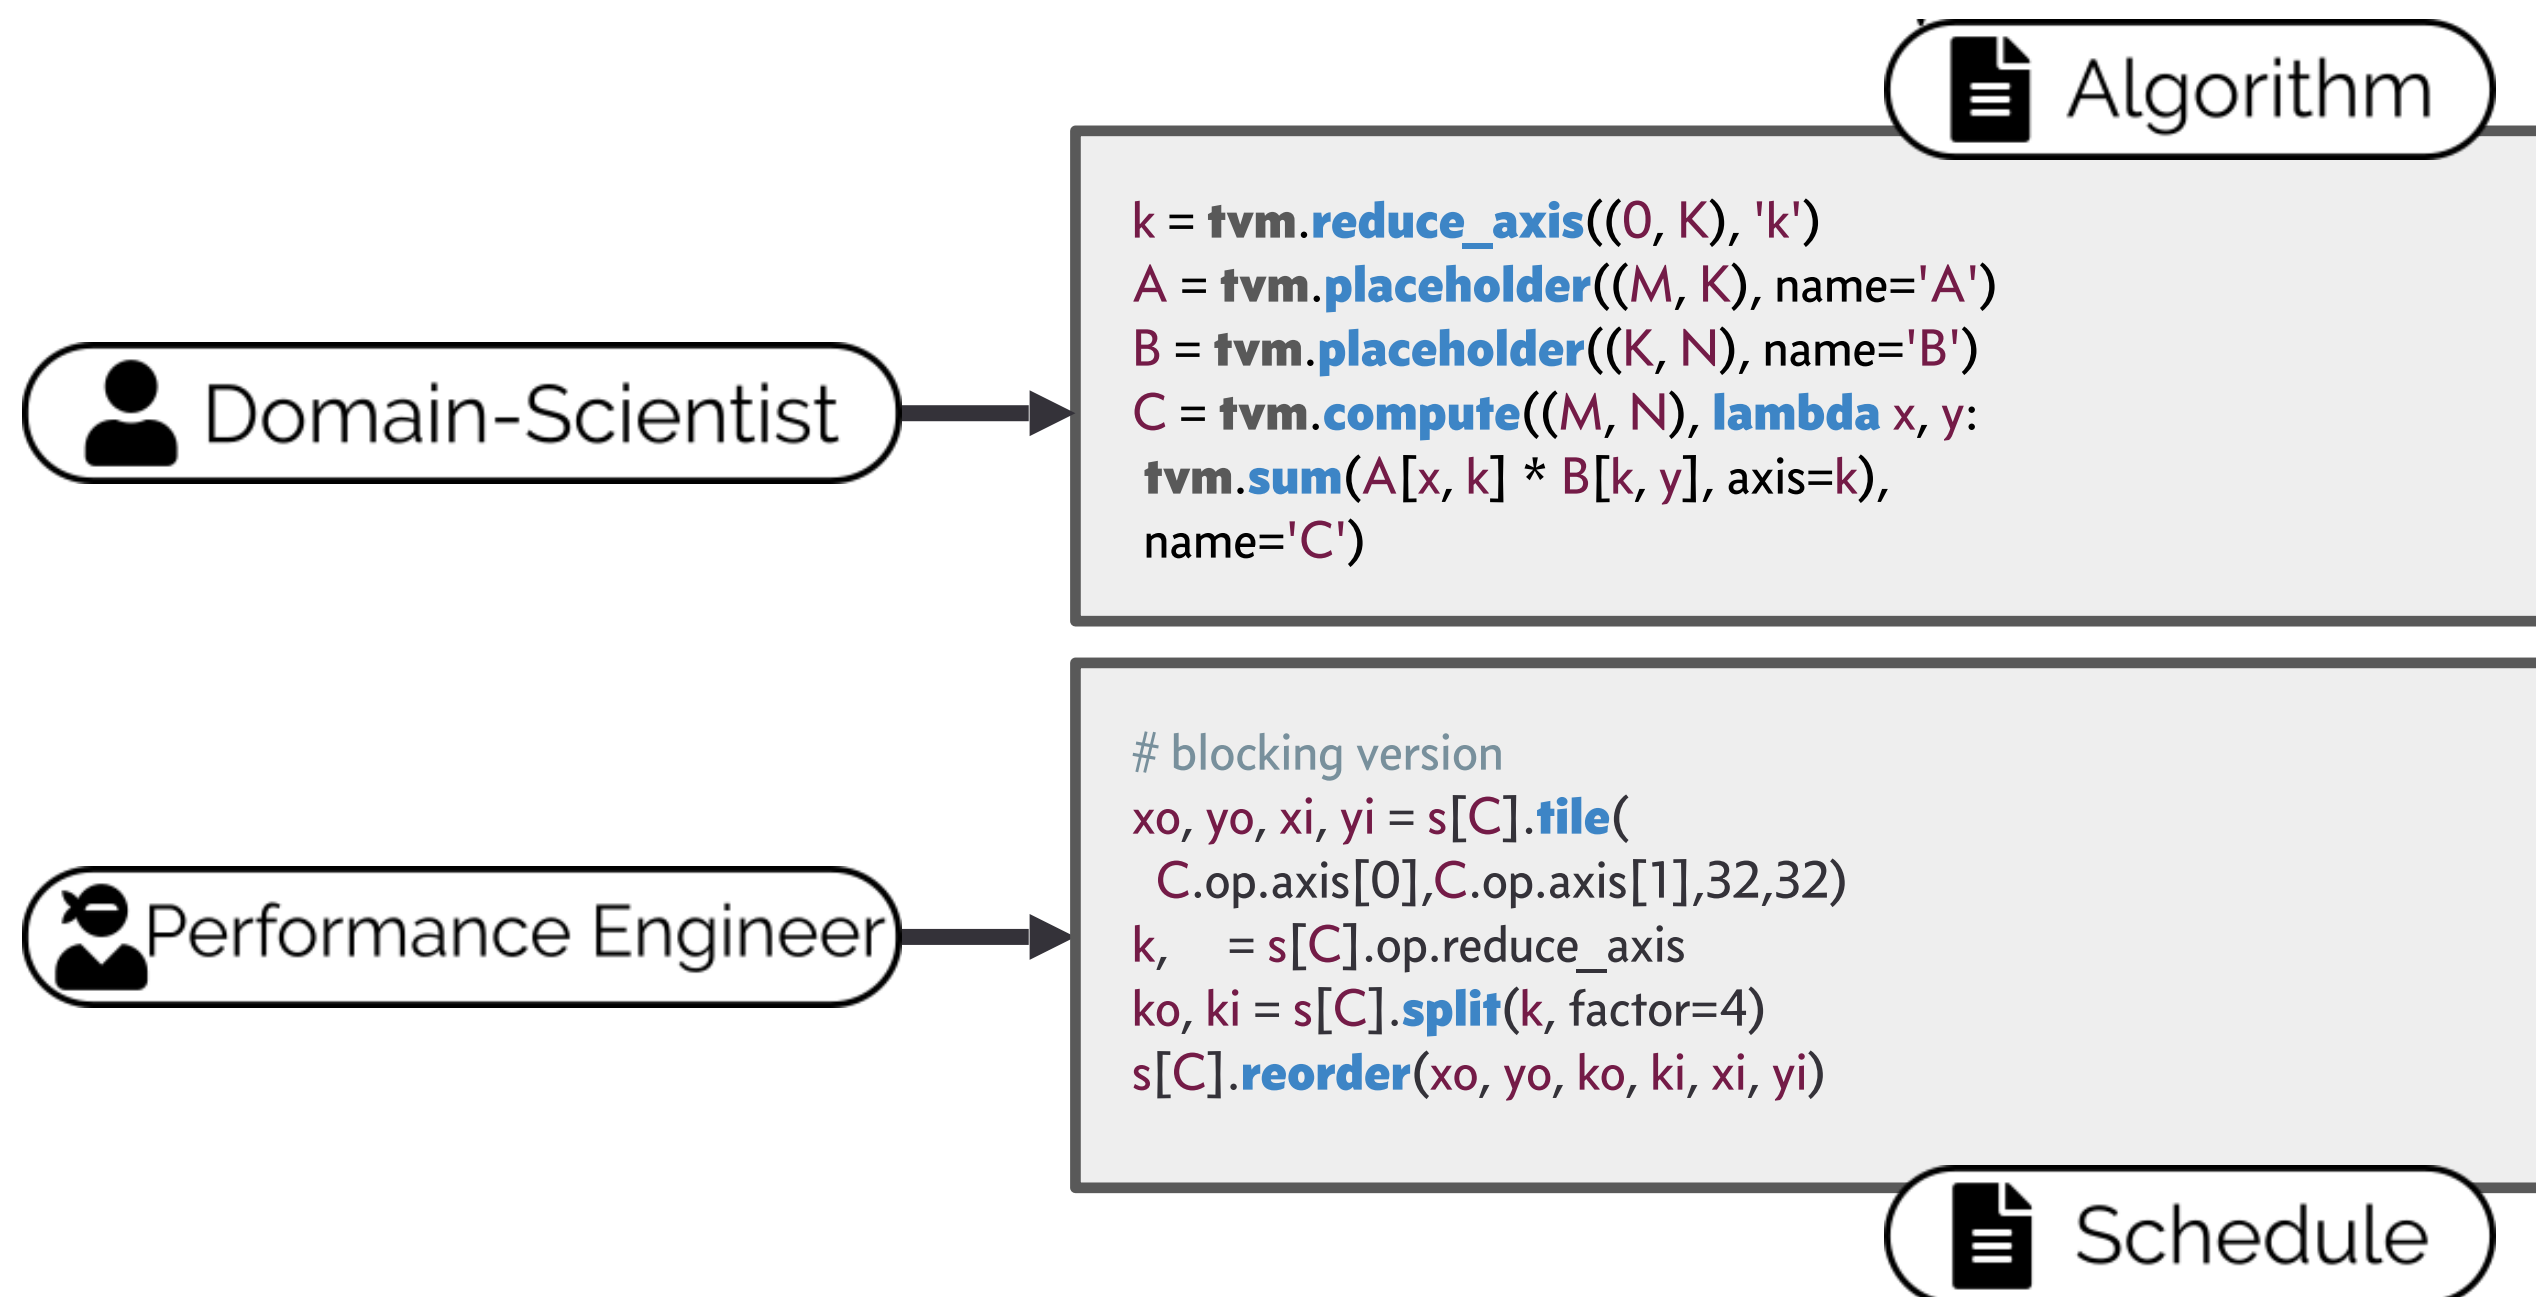 Algorithm
k = tvm.reduce_axis((0, K), 'k')
A = tvm.placeholder((M, K), name='A')
B = tvm.placeholder((K, N), name='B')
Domain-Scientist
C = tvm.compute((M, N), lambda x, y:
tvm.sum(A[x, k] * B[k, y], axis=k),
name='C')
# blocking version
xo, yo, xi, yi = s[C].tile(
C.op.axis[0],C.op.axis[1],32,32)
Performance Engineer
k, = s[C].op.reduce_axis
ko, ki = s[C].split(k, factor=4)
s[C].reorder(xo, yo, ko, ki, xi, yi)
Schedule